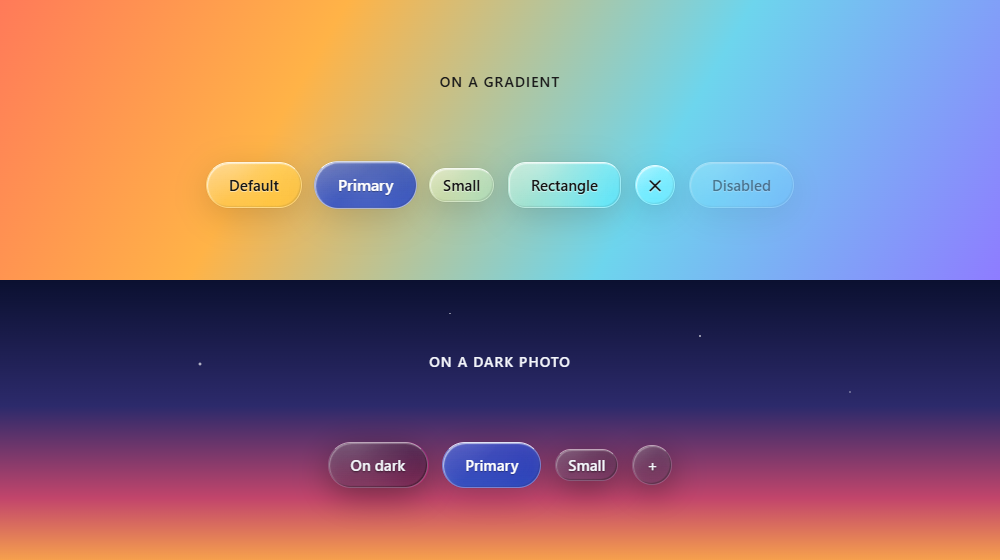 ON A GRADIENT
Default
Primary
Small
Rectangle
✕
Disabled
ON A DARK PHOTO
On dark
Primary
Small
+